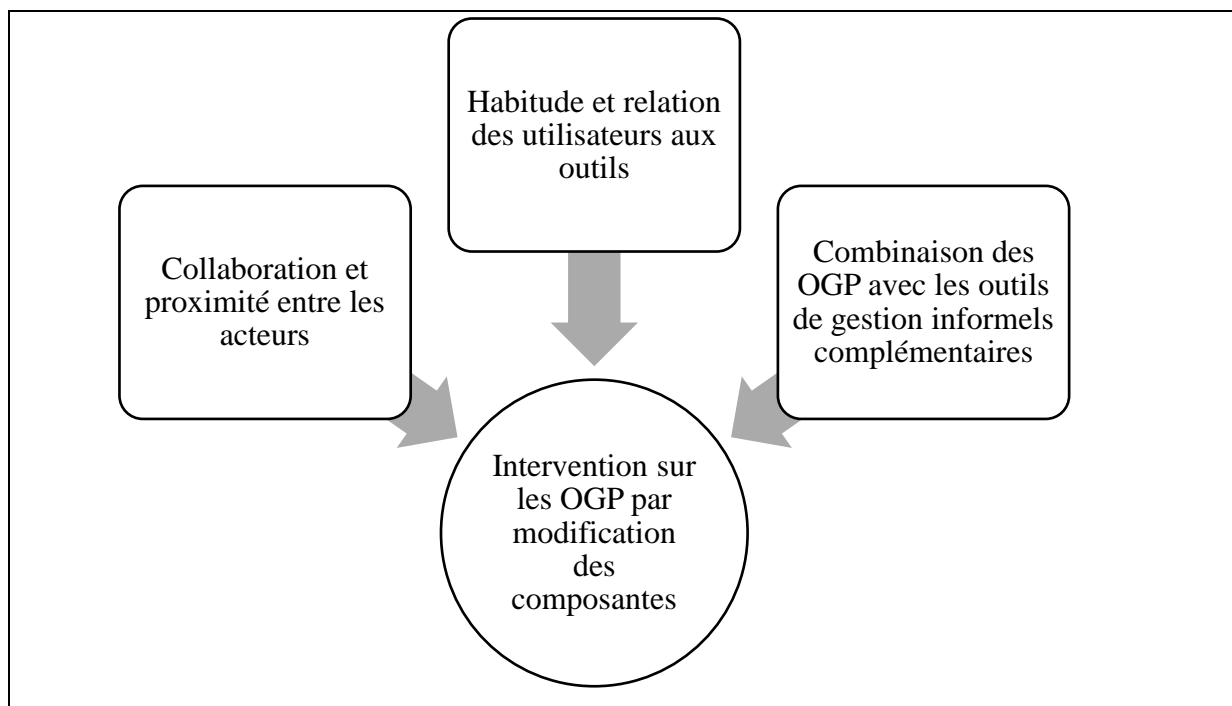 Habitude et relation
des utilisateurs aux
outils
Collaboration et
proximité entre les
acteurs
Combinaison des
OGP avec les outils
de gestion informels
complémentaires
Intervention sur
les OGP par
modification
des
composantes